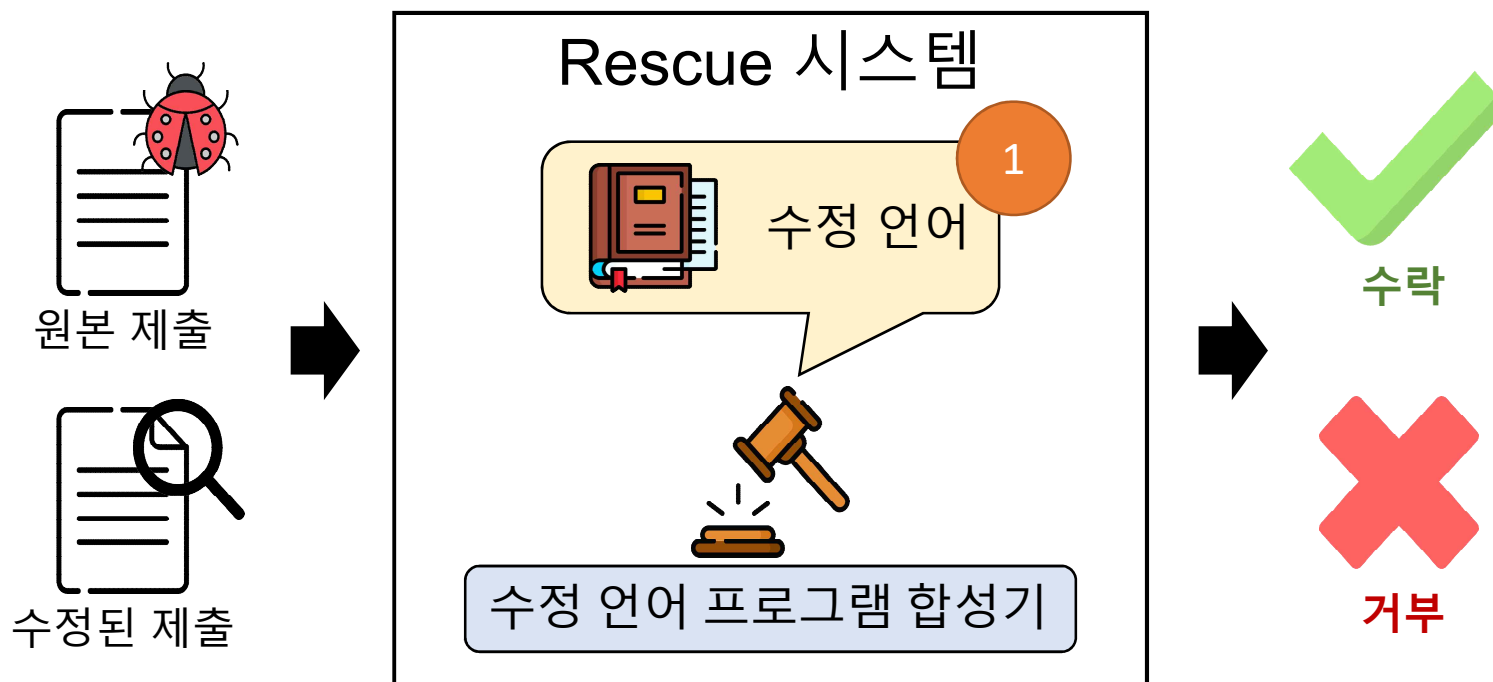 Rescue 시스템
1
수정 언어
원본 제출
수정된 제출
수정 언어 프로그램 합성기
수락
거부